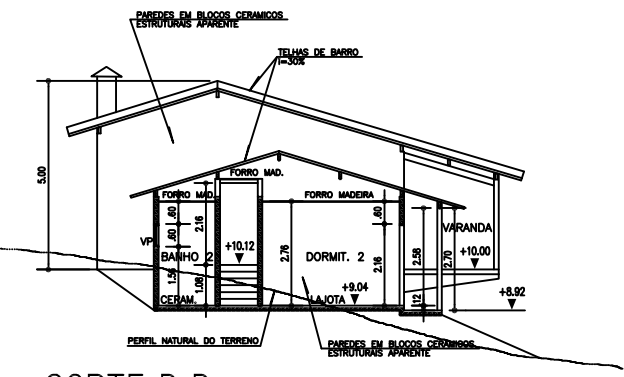 PAREDES EM BLOCOS CERAMICOS
ESTRUTURAIS APARENTE
TELHAS DE BARRO
i=30%
5.00
FORRO MAD.
FORRO MAD.
FORRO MADEIRA
.60
.60
2.16
.60
VARANDA
VP
+10.12
BANHO 2
DORMIT. 2
2.76
2.16
2.58
2.70
+10.00
1.56
1.08
+9.04
+8.92
CERAM.
LAJOTA
.12
PERFIL NATURAL DO TERRENO
PAREDES EM BLOCOS CERAMICOS
ESTRUTURAIS APARENTE